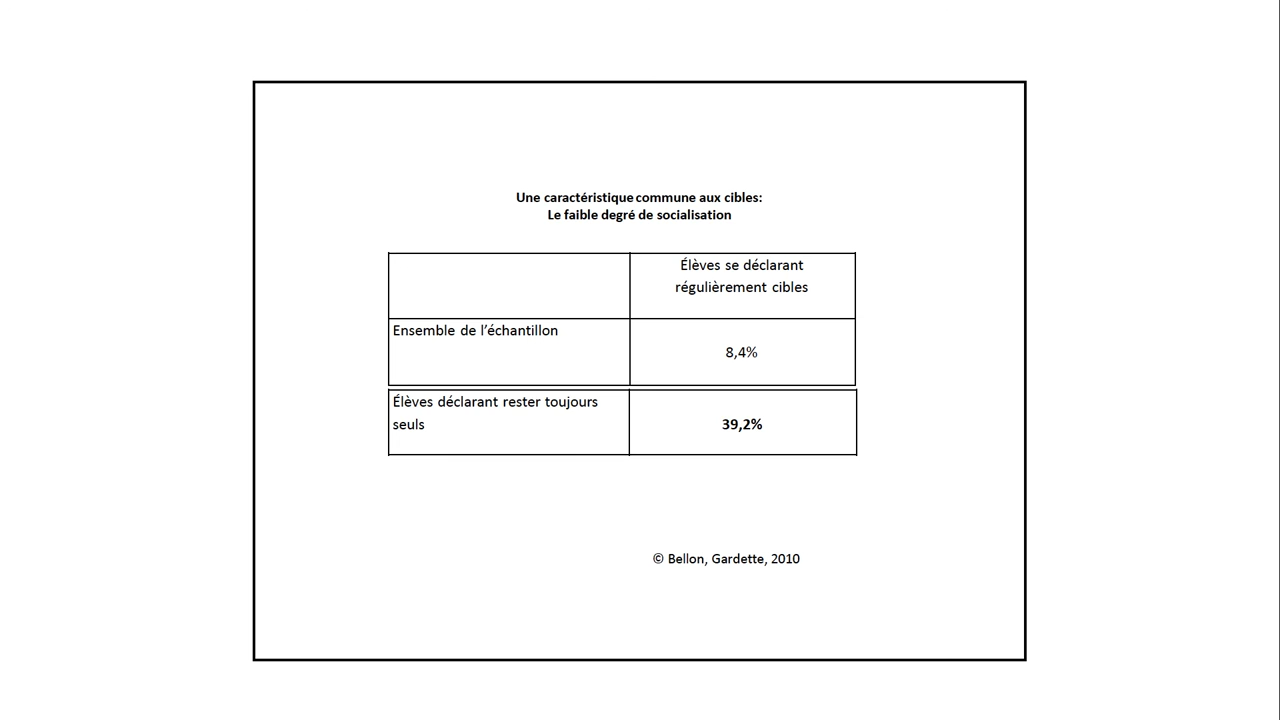 Une caractéristique commune aux cibles:
Le faible degré de socialisation
Élèves se déclarant
régulièrement cibles
Ensemble de l’échantillon
8,4%
Élèves déclarant rester toujours
seuls
39,2%
© Bellon, Gardette, 2010